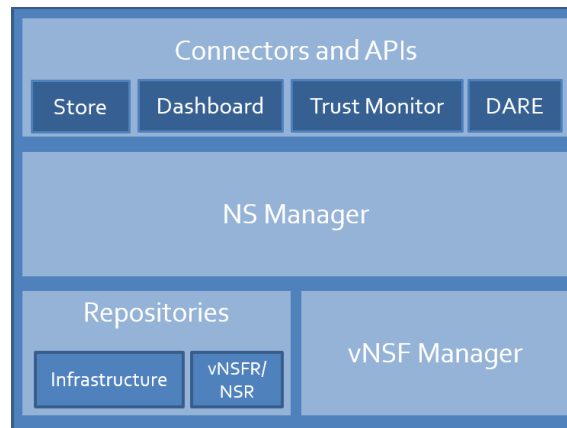 Connectors and APIs
Store
Dashboard
Trust Monitor
DARE
NS Manager
Repositories
Infrastructure
vNSFR/
NSR
vNSF Manager